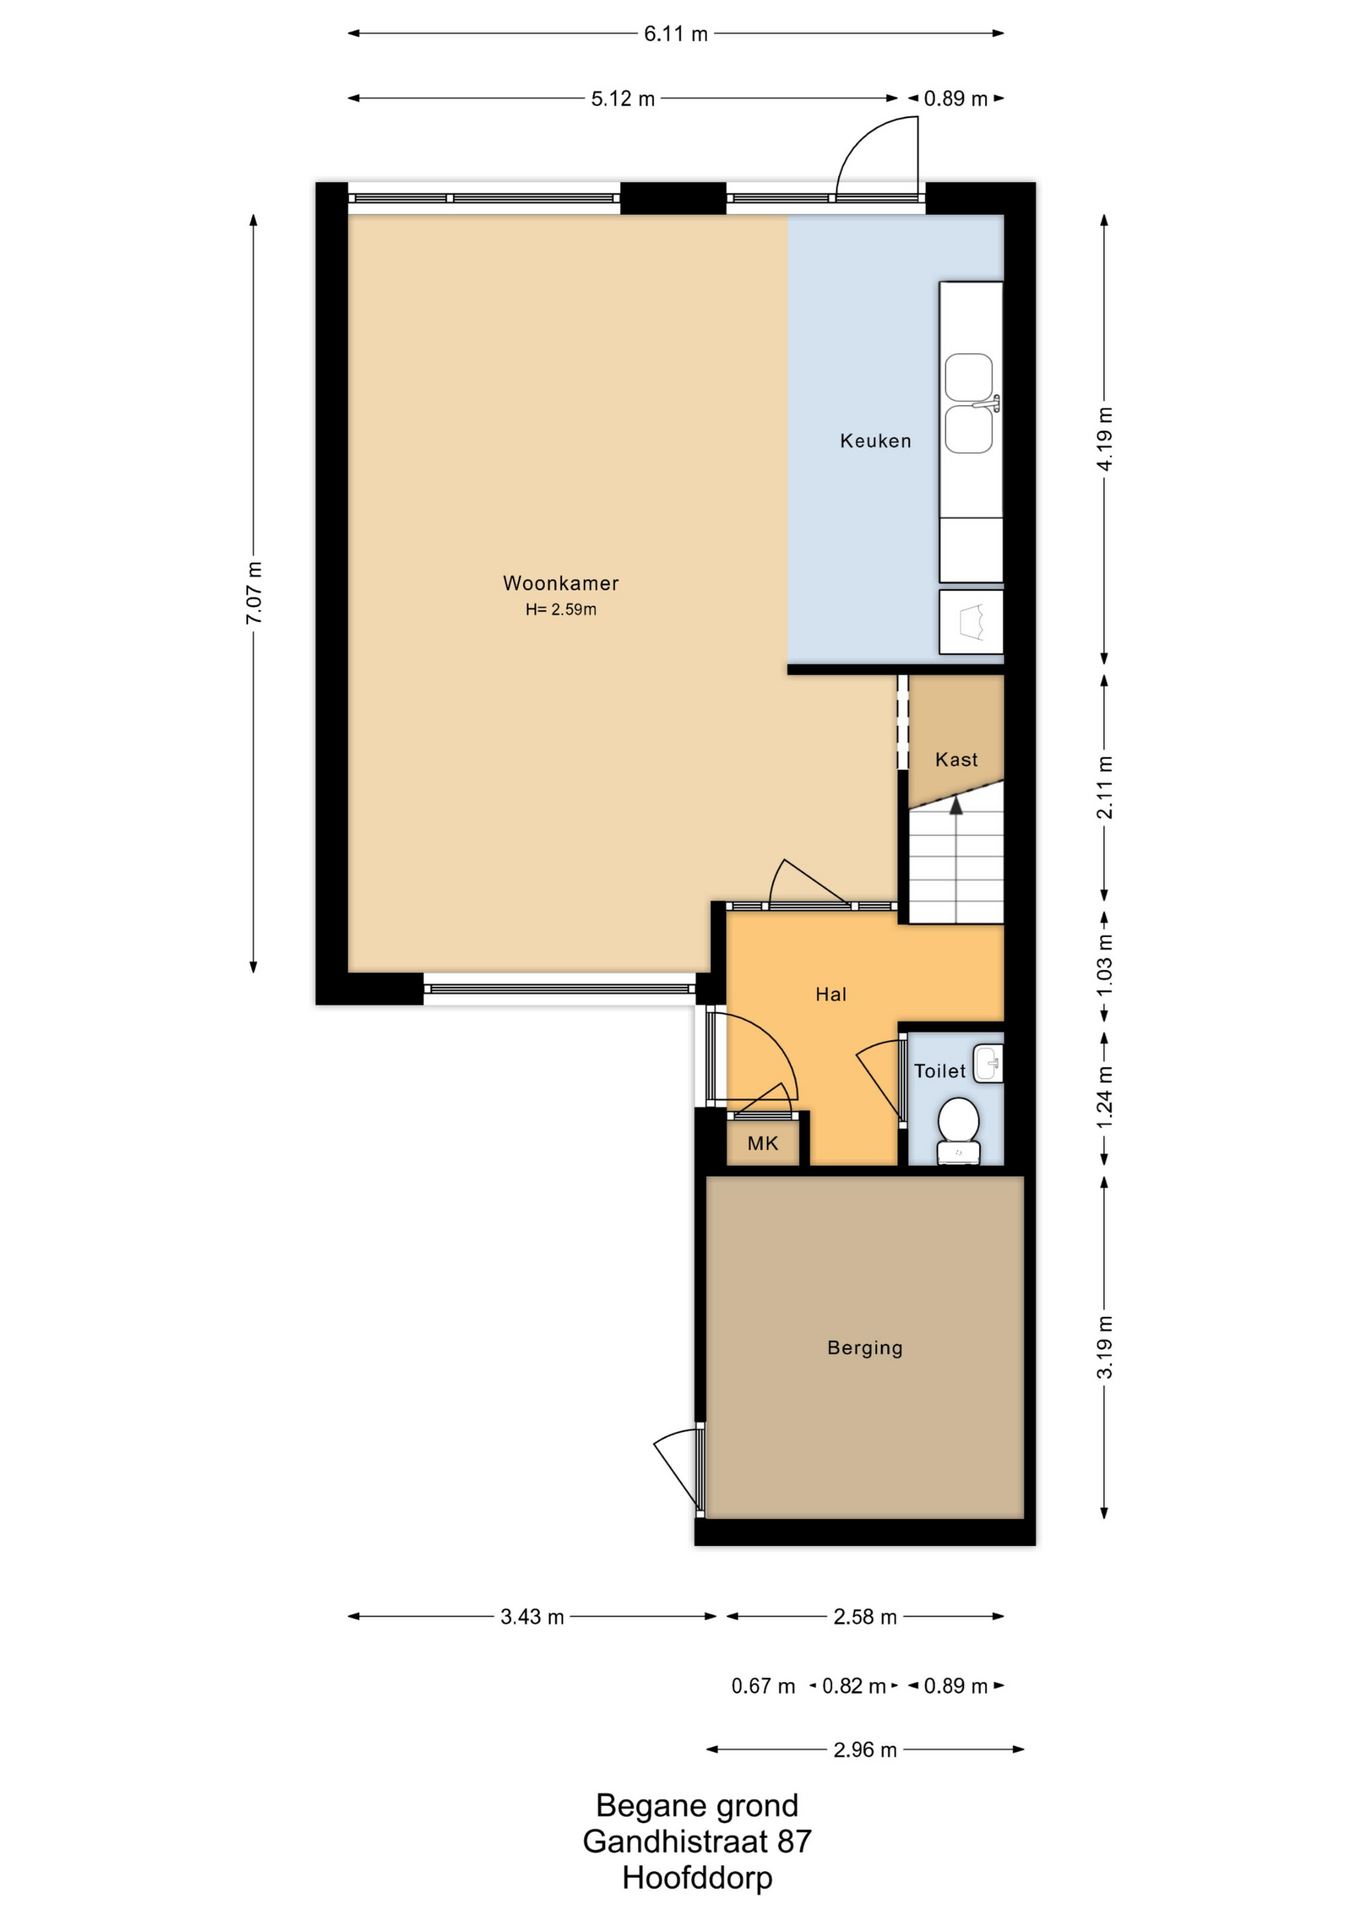 6.11 m
5.12 m
0.89 m
Keuken
4.19 m
Woonkamer
H= 2.59m
7.07 m
Kast
2.11 m
Hal
1.03 m
Toilet
1.24 m
MK
Berging
3.19 m
3.43 m
2.58 m
0.67 m
0.82 m
0.89 m
2.96 m
Begane grond
Gandhistraat 87
Hoofddorp